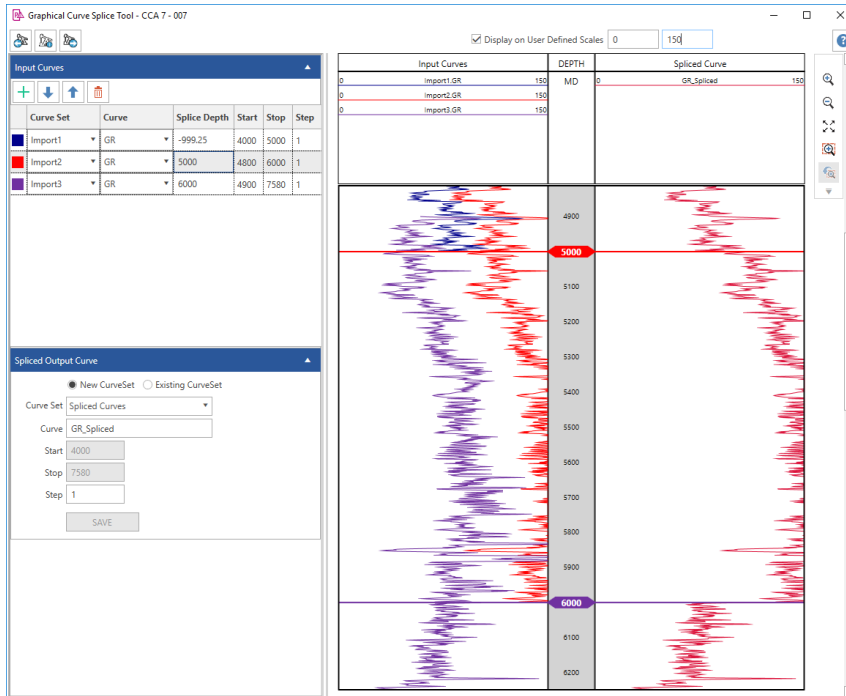 Graphical Curve Splice Tool - CCA 7 - 007
Display on User Defined Scales 0 150
Input Curves
Curve Set Curve Splice Depth Start Stop Step
Import1 GR -999.25 4000 5000 1
Import2 GR 5000 4800 6000 1
Import3 GR 6000 4900 7580 1
Spliced Output Curve
New CurveSet Existing CurveSet
Curve Set Spliced Curves
Curve GR_Spliced
Start 4000
Stop 7580
Step 1
SAVE
Input Curves DEPTH Spliced Curve
0 Import1.GR 150 MD 0 GR_Spliced 150
0 Import2.GR 150
0 Import3.GR 150
4900
5000
5100
5200
5300
5400
5500
5600
5700
5800
5900
6000
6100
6200